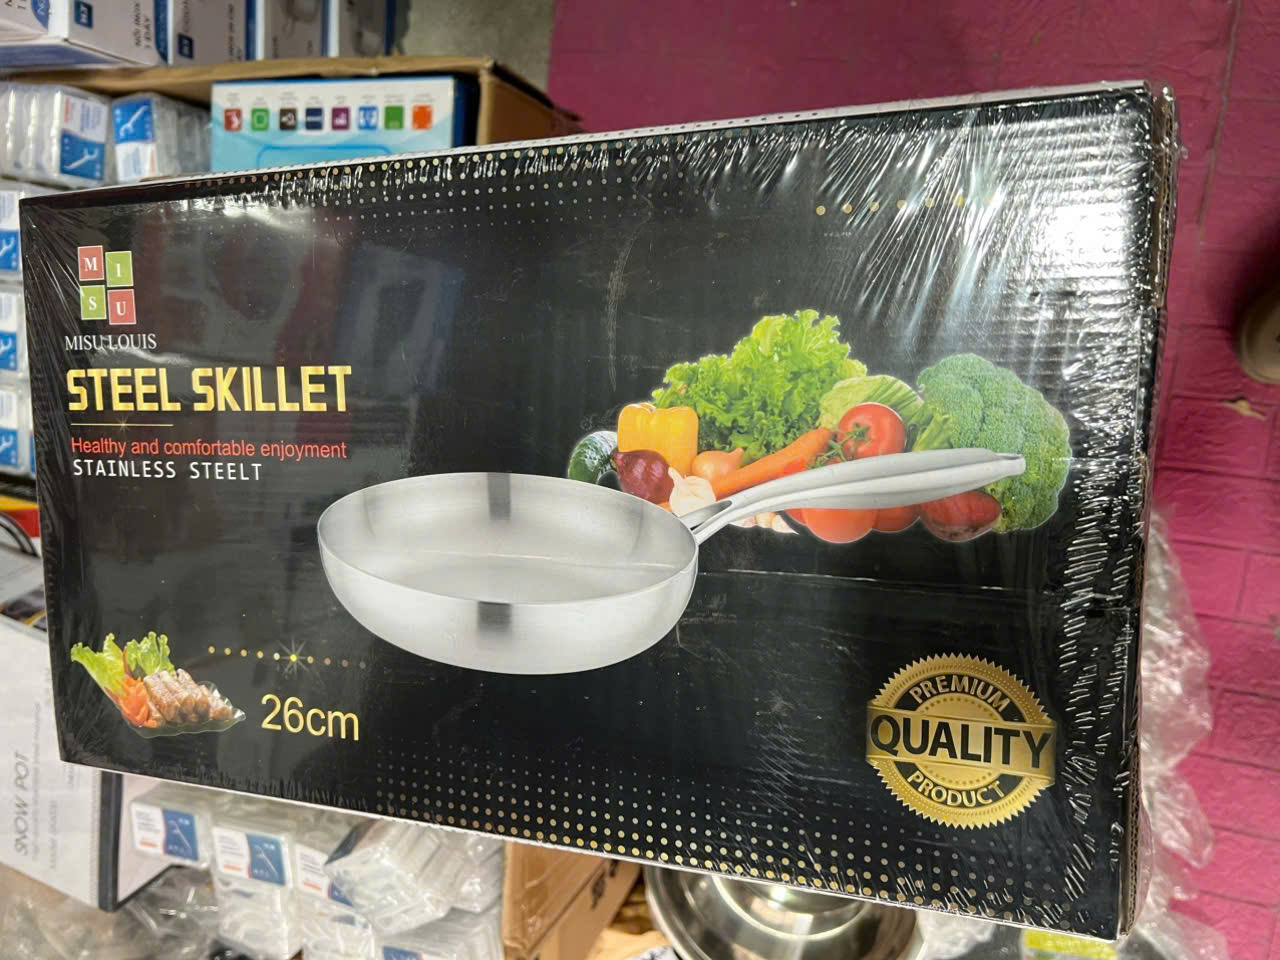 M I
S U
MISU LOUIS
STEEL SKILLET
Healthy and comfortable enjoyment
STAINLESS STEELT
26cm
PREMIUM
QUALITY
PRODUCT
SNOW POT